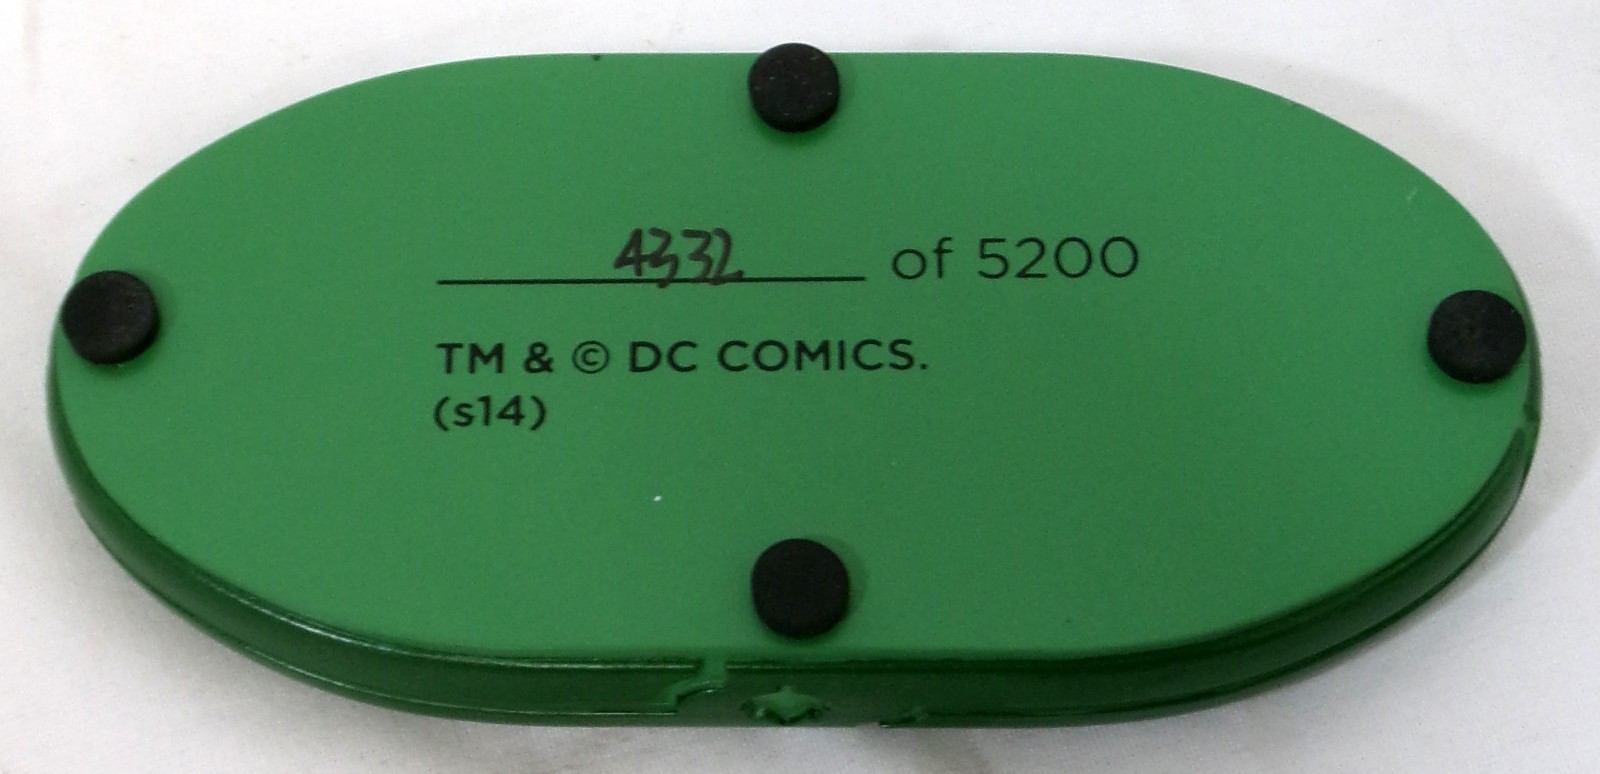 4332 of 5200
TM & © DC COMICS.
(s14)